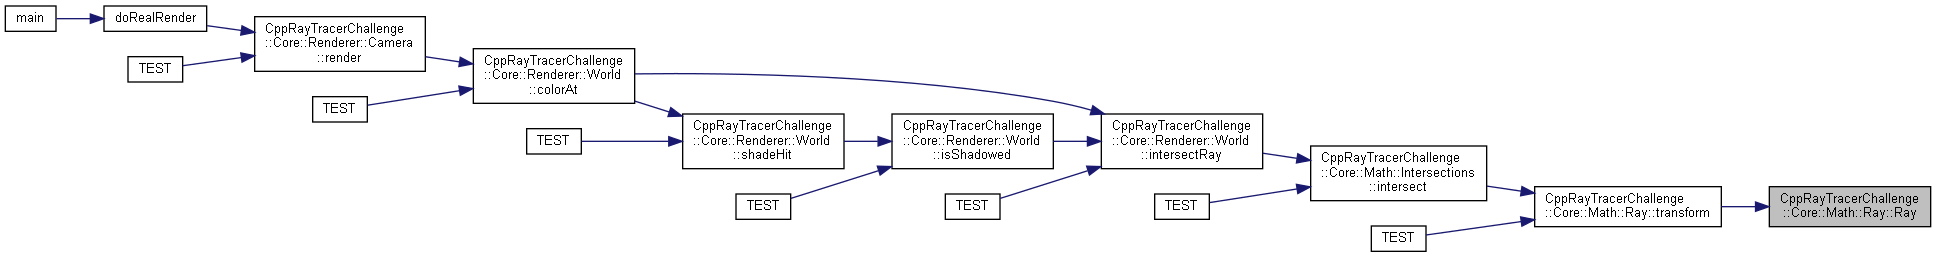 main
doRealRender
TEST
CppRayTracerChallenge
::Core::Renderer::Camera
::render
TEST
CppRayTracerChallenge
::Core::Renderer::World
::colorAt
TEST
CppRayTracerChallenge
::Core::Renderer::World
::shadeHit
TEST
CppRayTracerChallenge
::Core::Renderer::World
::isShadowed
TEST
CppRayTracerChallenge
::Core::Renderer::World
::intersectRay
TEST
CppRayTracerChallenge
::Core::Math::Intersections
::intersect
TEST
CppRayTracerChallenge
::Core::Math::Ray::transform
TEST
CppRayTracerChallenge
::Core::Math::Ray::Ray